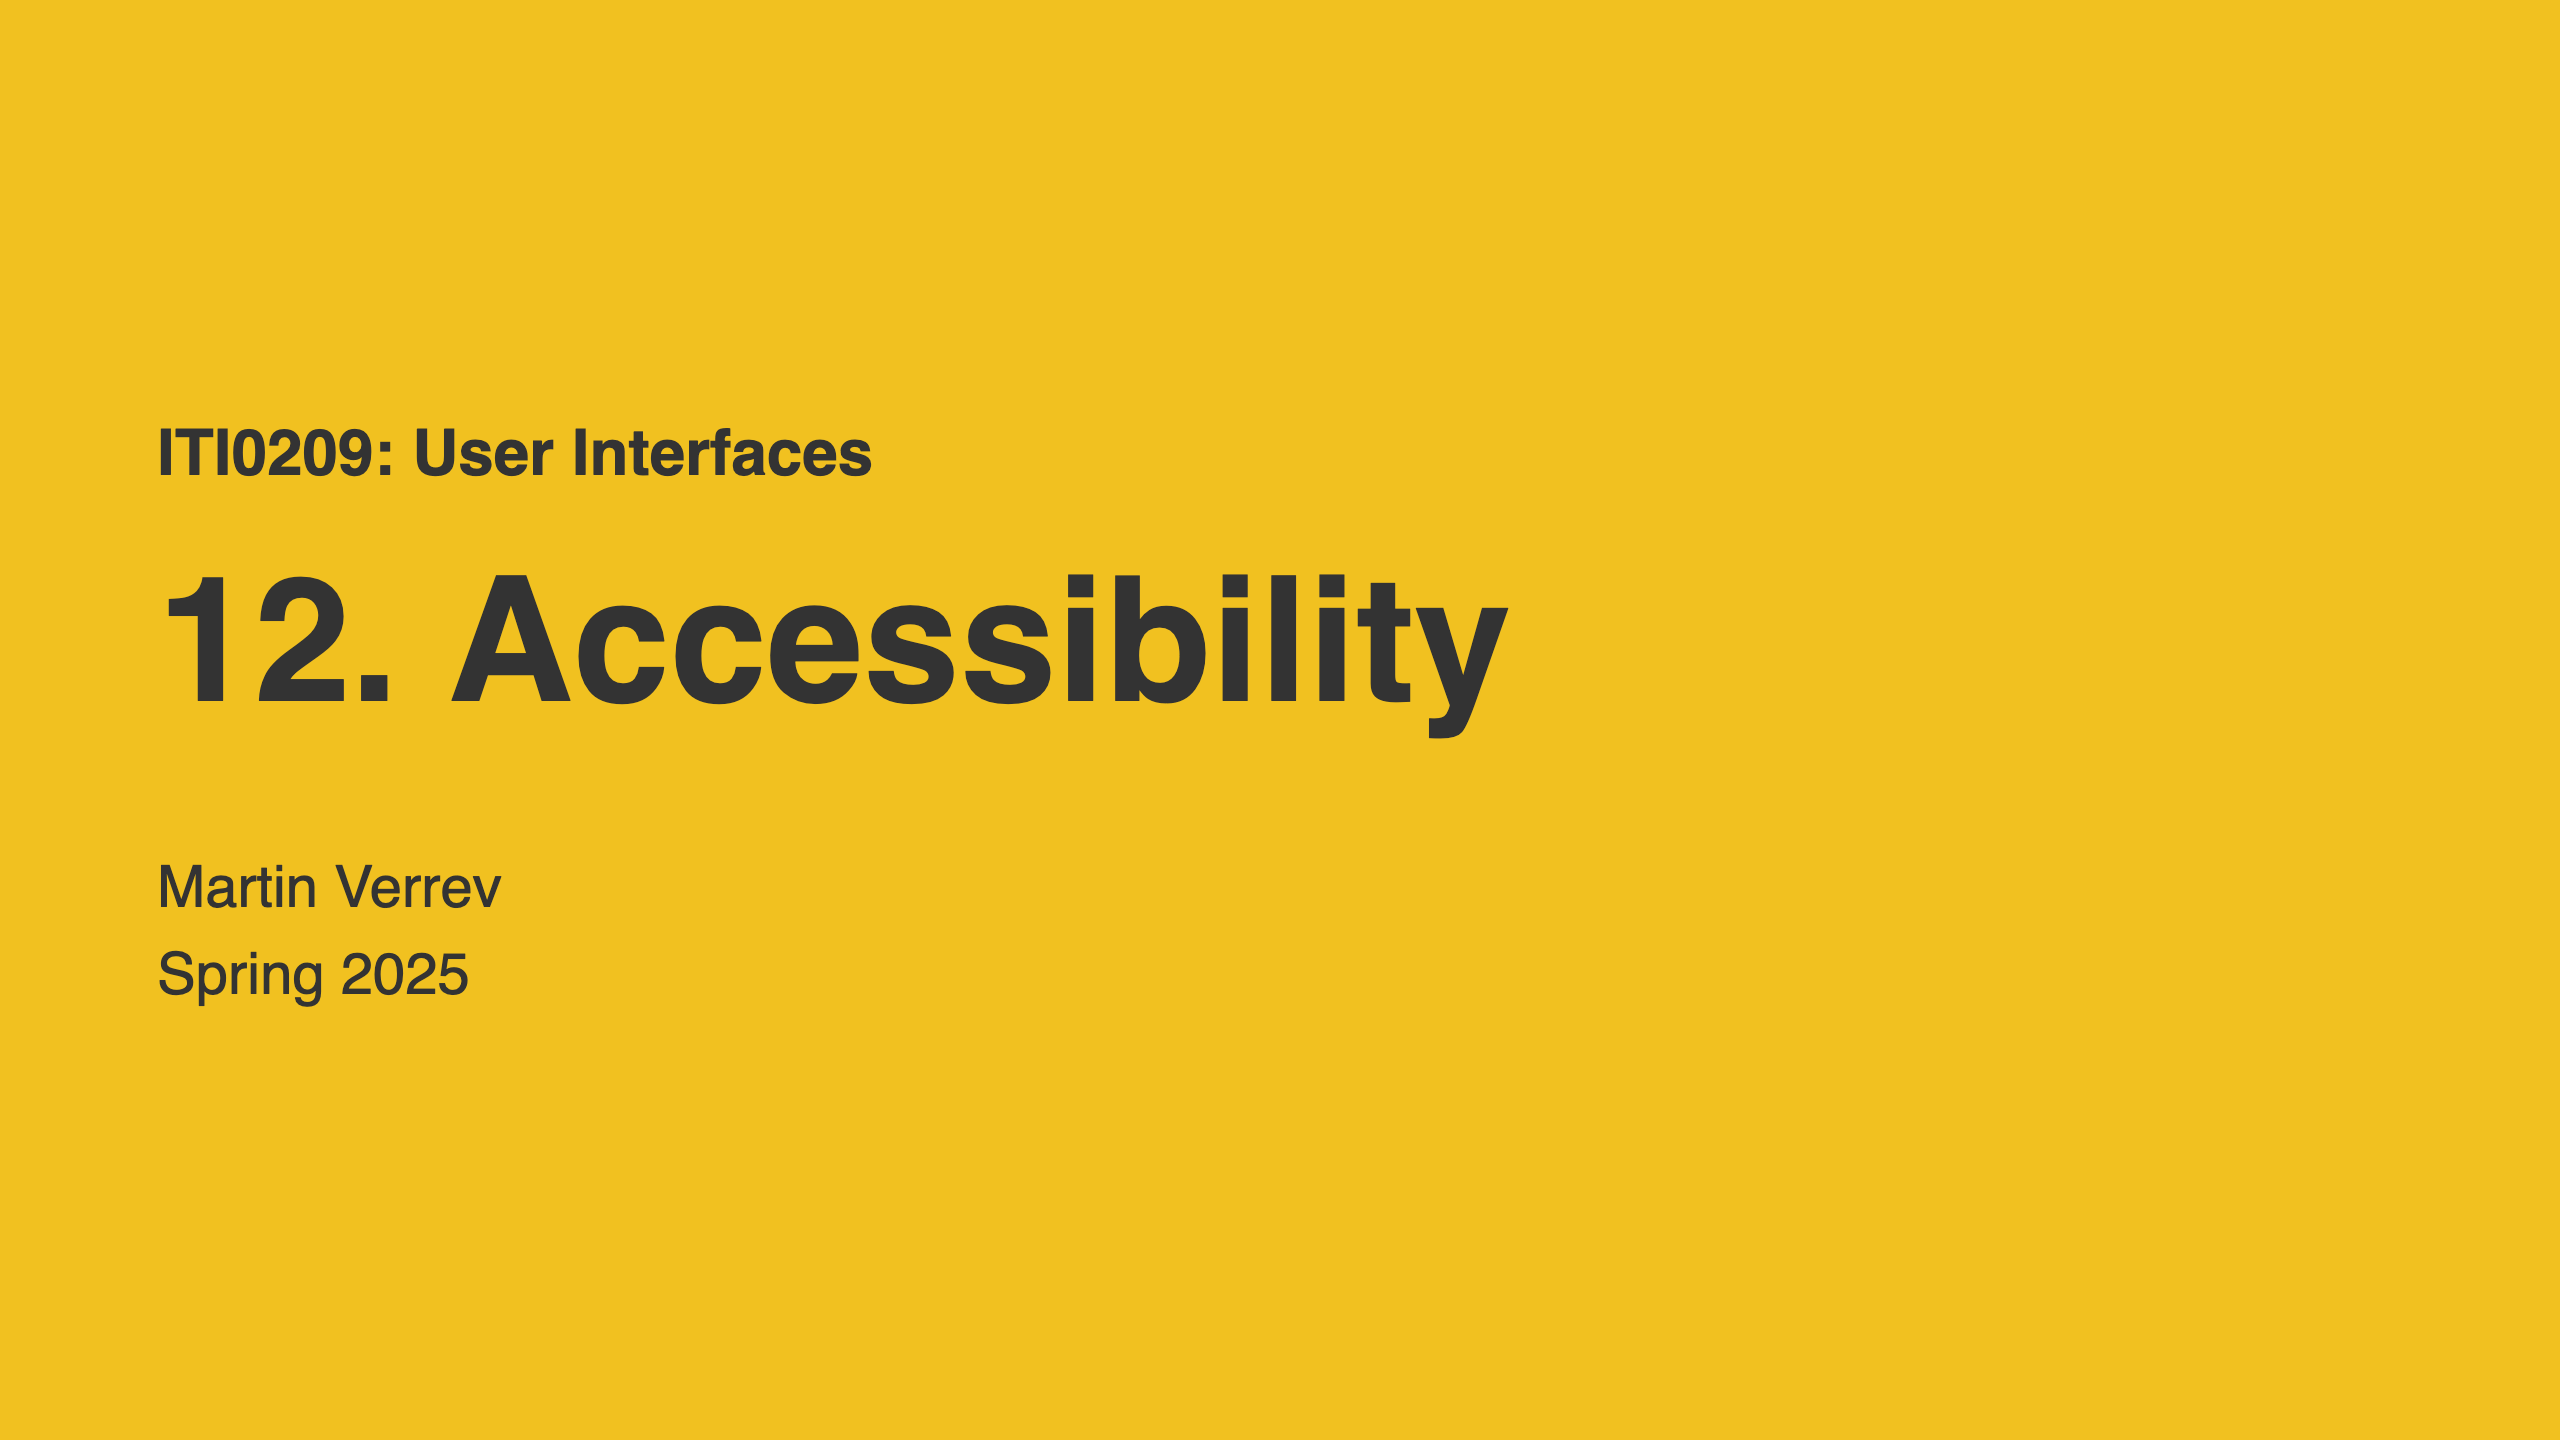 ITI0209: User Interfaces
12. Accessibility
Martin Verrev
Spring 2025